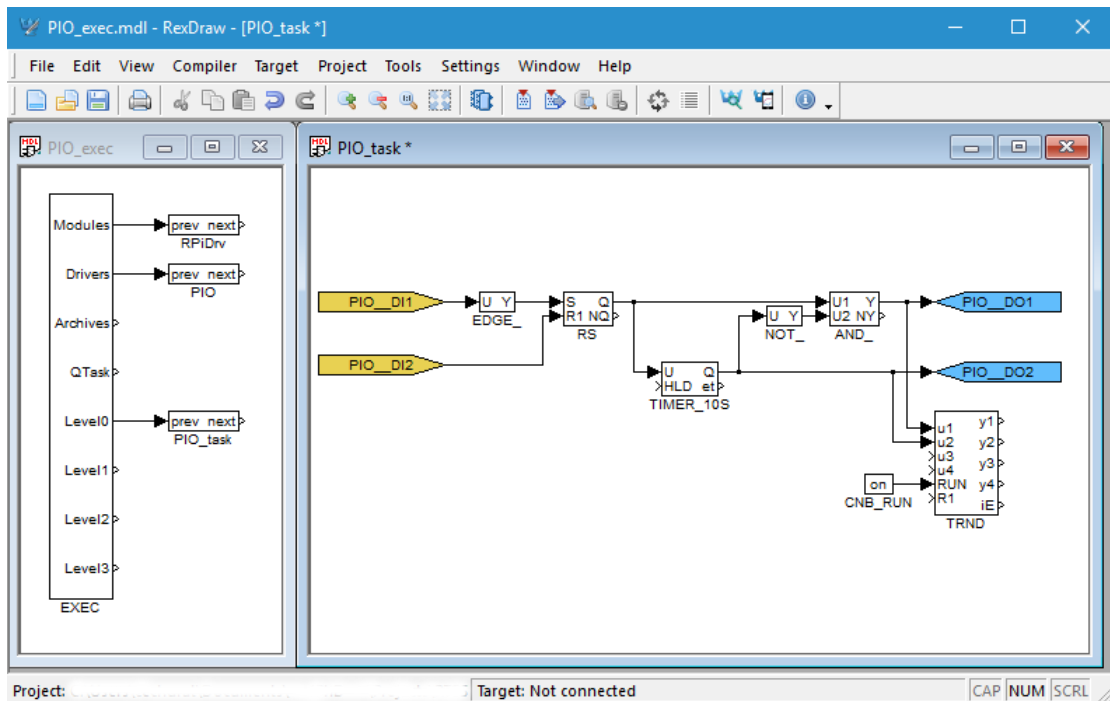 PIO_exec.mdl - RexDraw - [PIO_task *]
File Edit View Compiler Target Project Tools Settings Window Help
PIO_exec
Modules
prev next
RPiDrv
Drivers
prev next
PIO
Archives
QTask
Level0
prev next
PIO_task
Level1
Level2
Level3
EXEC
PIO_task *
PIO__DI1
U Y
EDGE_
S Q
R1 NQ
RS
PIO__DI2
U Q
HLD et
TIMER_10S
U Y
NOT_
U1 Y
U2 NY
AND_
PIO__DO1
PIO__DO2
on
CNB_RUN
u1 y1
u2 y2
u3
u4 y3
RUN y4
R1 iE
TRND
Project:
Target: Not connected
CAP NUM SCRL